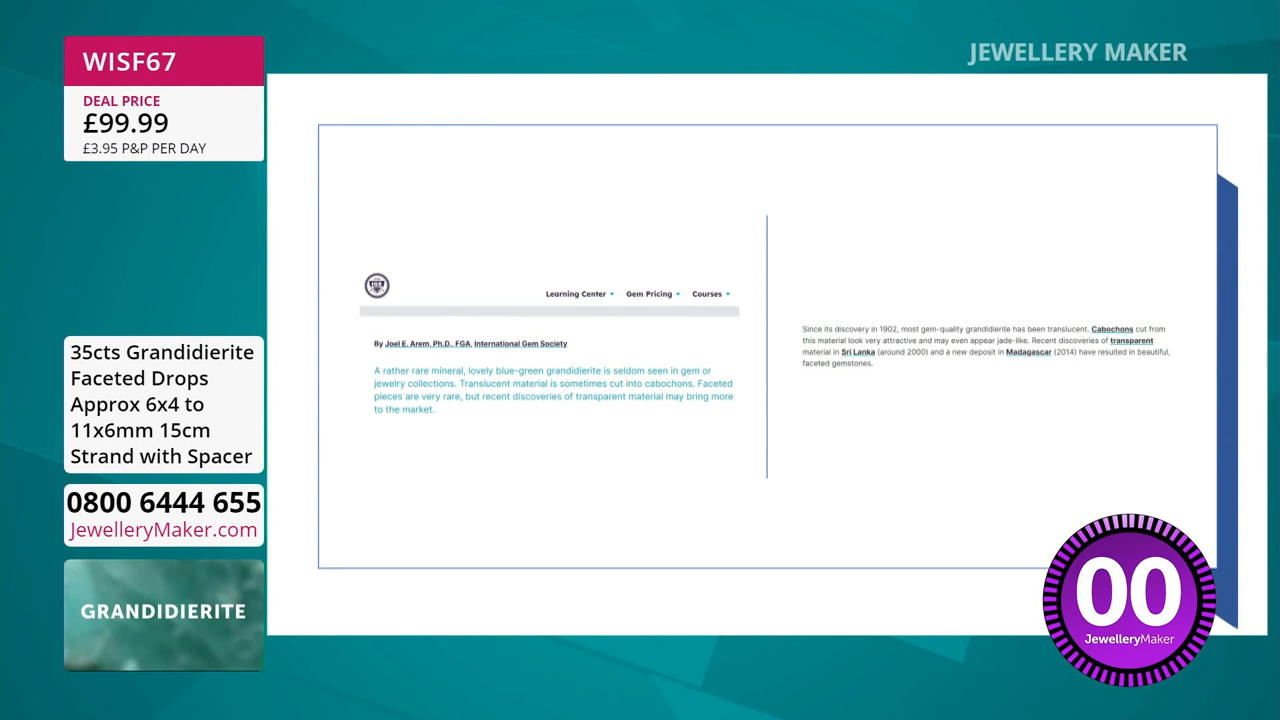 WISF67
DEAL PRICE
£99.99
£3.95 P&P PER DAY
JEWELLERY MAKER
Learning Center Gem Pricing Courses
By Joel E. Arem, Ph.D., FGA, International Gem Society
A rather rare mineral, lovely blue-green grandidierite is seldom seen in gem or
jewelry collections. Translucent material is sometimes cut into cabochons. Faceted
pieces are very rare, but recent discoveries of transparent material may bring more
to the market.
Since its discovery in 1902, most gem-quality grandidierite has been translucent. Cabochons cut from
this material look very attractive and may even appear jade-like. Recent discoveries of transparent
material in Sri Lanka (around 2000) and a new deposit in Madagascar (2014) have resulted in beautiful,
faceted gemstones.
35cts Grandidierite
Faceted Drops
Approx 6x4 to
11x6mm 15cm
Strand with Spacer
0800 6444 655
JewelleryMaker.com
GRANDIDIERITE
00
JewelleryMaker